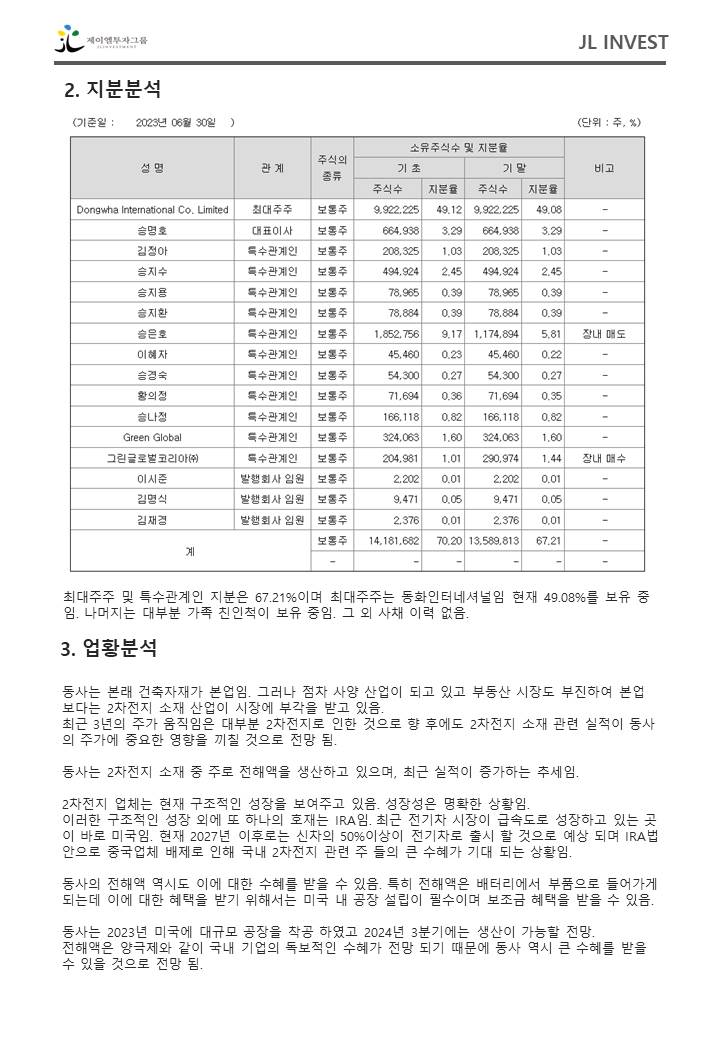 제이엘투자그룹
JLINVESTMENT
JL INVEST
2. 지분분석
(기준일 : 2023년 06월 30일 ) (단위 : 주, %)
성 명 관 계 주식의 종류 소유주식수 및 지분율 비고
기 초 기 말
주식수 지분율 주식수 지분율
Dongwha International Co. Limited 최대주주 보통주 9,922,225 49.12 9,922,225 49.08 -
승명호 대표이사 보통주 664,938 3.29 664,938 3.29 -
김정아 특수관계인 보통주 208,325 1.03 208,325 1.03 -
승지수 특수관계인 보통주 494,924 2.45 494,924 2.45 -
승지용 특수관계인 보통주 78,965 0.39 78,965 0.39 -
승지환 특수관계인 보통주 78,884 0.39 78,884 0.39 -
승은호 특수관계인 보통주 1,852,756 9.17 1,174,894 5.81 장내 매도
이혜자 특수관계인 보통주 45,460 0.23 45,460 0.22 -
승경숙 특수관계인 보통주 54,300 0.27 54,300 0.27 -
황의정 특수관계인 보통주 71,694 0.36 71,694 0.35 -
승나정 특수관계인 보통주 166,118 0.82 166,118 0.82 -
Green Global 특수관계인 보통주 324,063 1.60 324,063 1.60 -
그린글로벌코리아㈜ 특수관계인 보통주 204,981 1.01 290,974 1.44 장내 매수
이시준 발행회사 임원 보통주 2,202 0.01 2,202 0.01 -
김명식 발행회사 임원 보통주 9,471 0.05 9,471 0.05 -
김재경 발행회사 임원 보통주 2,376 0.01 2,376 0.01 -
계 보통주 14,181,682 70.20 13,589,813 67.21 -
- - - - - -
최대주주 및 특수관계인 지분은 67.21%이며 최대주주는 동화인터네셔널임 현재 49.08%를 보유 중
임. 나머지는 대부분 가족 친인척이 보유 중임. 그 외 사채 이력 없음.
3. 업황분석
동사는 본래 건축자재가 본업임. 그러나 점차 사양 산업이 되고 있고 부동산 시장도 부진하여 본업
보다는 2차전지 소재 산업이 시장에 부각을 받고 있음.
최근 3년의 주가 움직임은 대부분 2차전지로 인한 것으로 향 후에도 2차전지 소재 관련 실적이 동사
의 주가에 중요한 영향을 끼칠 것으로 전망 됨.
동사는 2차전지 소재 중 주로 전해액을 생산하고 있으며, 최근 실적이 증가하는 추세임.
2차전지 업체는 현재 구조적인 성장을 보여주고 있음. 성장성은 명확한 상황임.
이러한 구조적인 성장 외에 또 하나의 호재는 IRA임. 최근 전기차 시장이 급속도로 성장하고 있는 곳
이 바로 미국임. 현재 2027년 이후로는 신차의 50%이상이 전기차로 출시 할 것으로 예상 되며 IRA법
안으로 중국업체 배제로 인해 국내 2차전지 관련 주 들의 큰 수혜가 기대 되는 상황임.
동사의 전해액 역시도 이에 대한 수혜를 받을 수 있음. 특히 전해액은 배터리에서 부품으로 들어가게
되는데 이에 대한 혜택을 받기 위해서는 미국 내 공장 설립이 필수이며 보조금 혜택을 받을 수 있음.
동사는 2023년 미국에 대규모 공장을 착공 하였고 2024년 3분기에는 생산이 가능할 전망.
전해액은 양극제와 같이 국내 기업의 독보적인 수혜가 전망 되기 때문에 동사 역시 큰 수혜를 받을
수 있을 것으로 전망 됨.